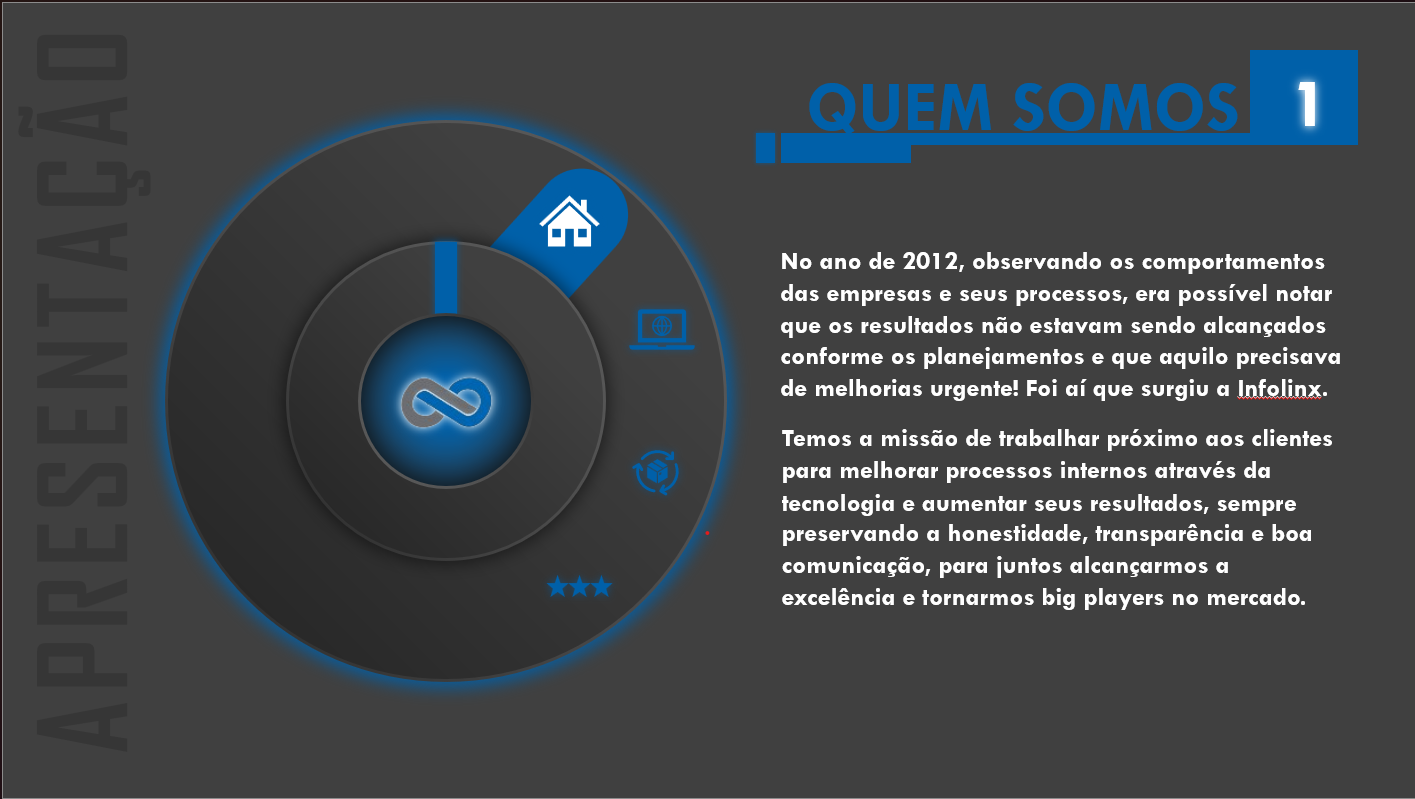 APRESENTAÇÃO
QUEM SOMOS
1
No ano de 2012, observando os comportamentos
das empresas e seus processos, era possível notar
que os resultados não estavam sendo alcançados
conforme os planejamentos e que aquilo precisava
de melhorias urgente! Foi aí que surgiu a Infolinx.
Temos a missão de trabalhar próximo aos clientes
para melhorar processos internos através da
tecnologia e aumentar seus resultados, sempre
preservando a honestidade, transparência e boa
comunicação, para juntos alcançarmos a
excelência e tornarmos big players no mercado.